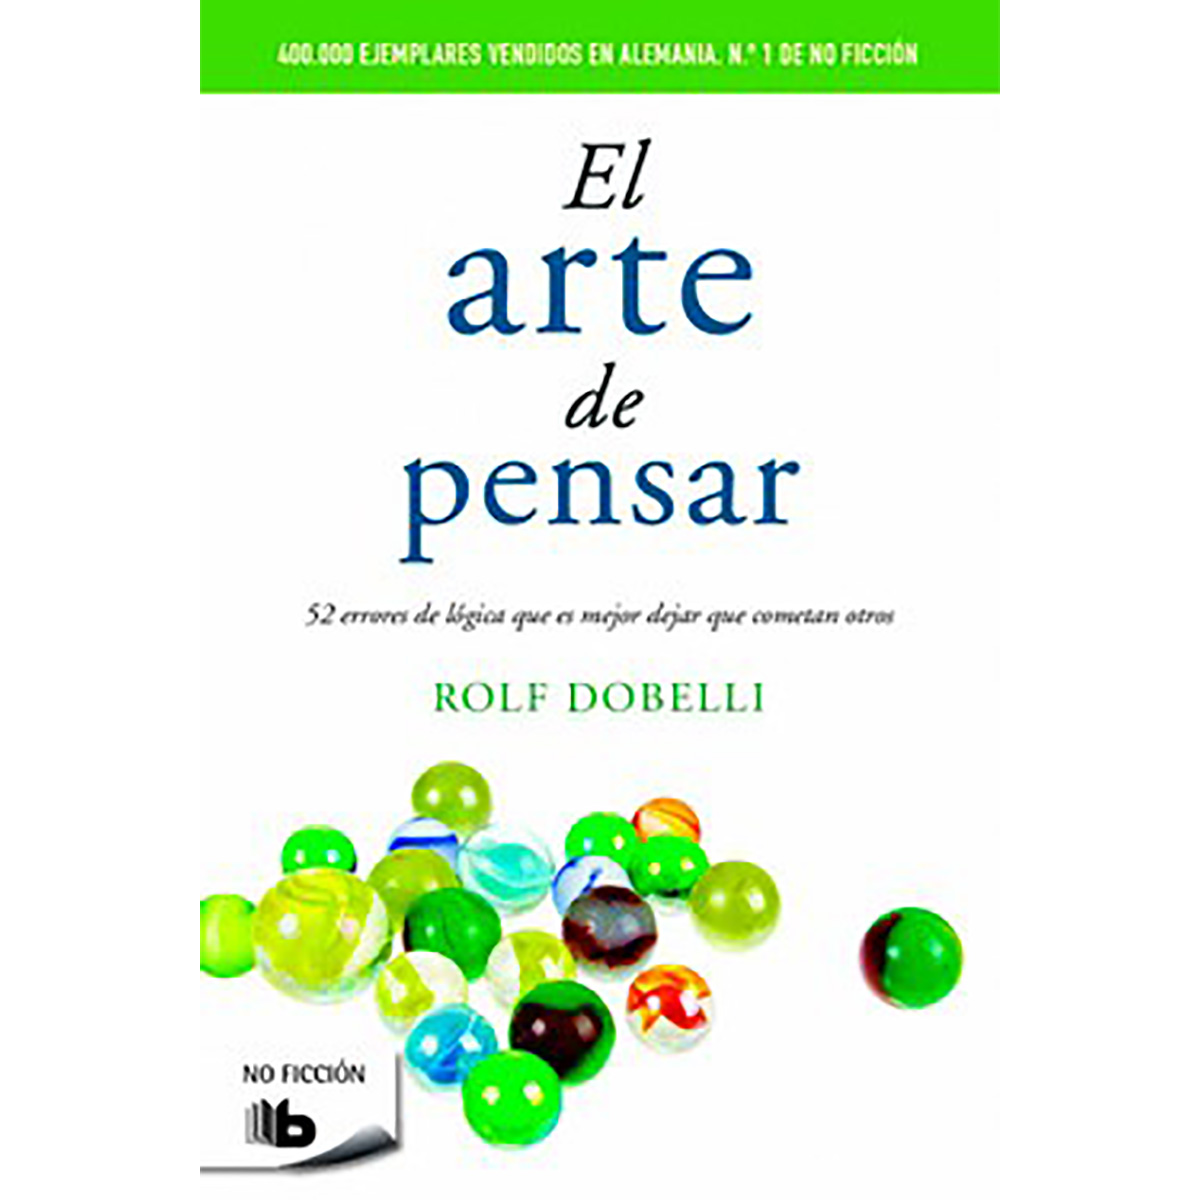 400.000 EJEMPLARES VENDIDOS EN ALEMANIA. N.º 1 DE NO FICCIÓN
El
arte
de
pensar
52 errores de lógica que es mejor dejar que cometan otros
ROLF DOBELLI
NO FICCIÓN
b